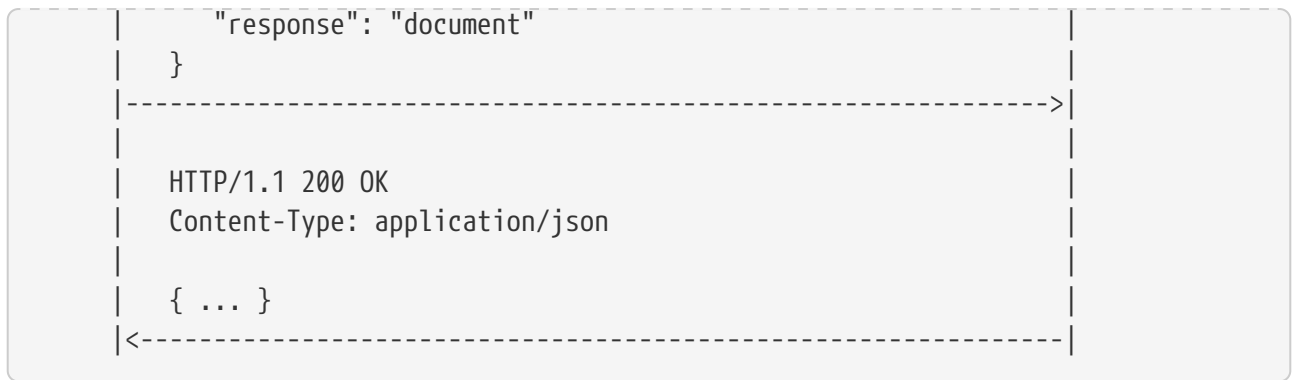 |      "response": "document"                                   |
|   }                                                           |
|--------------------------------------------------------------->|
|                                                               |
|   HTTP/1.1 200 OK                                             |
|   Content-Type: application/json                              |
|                                                               |
|   { ... }                                                     |
|<---------------------------------------------------------------|